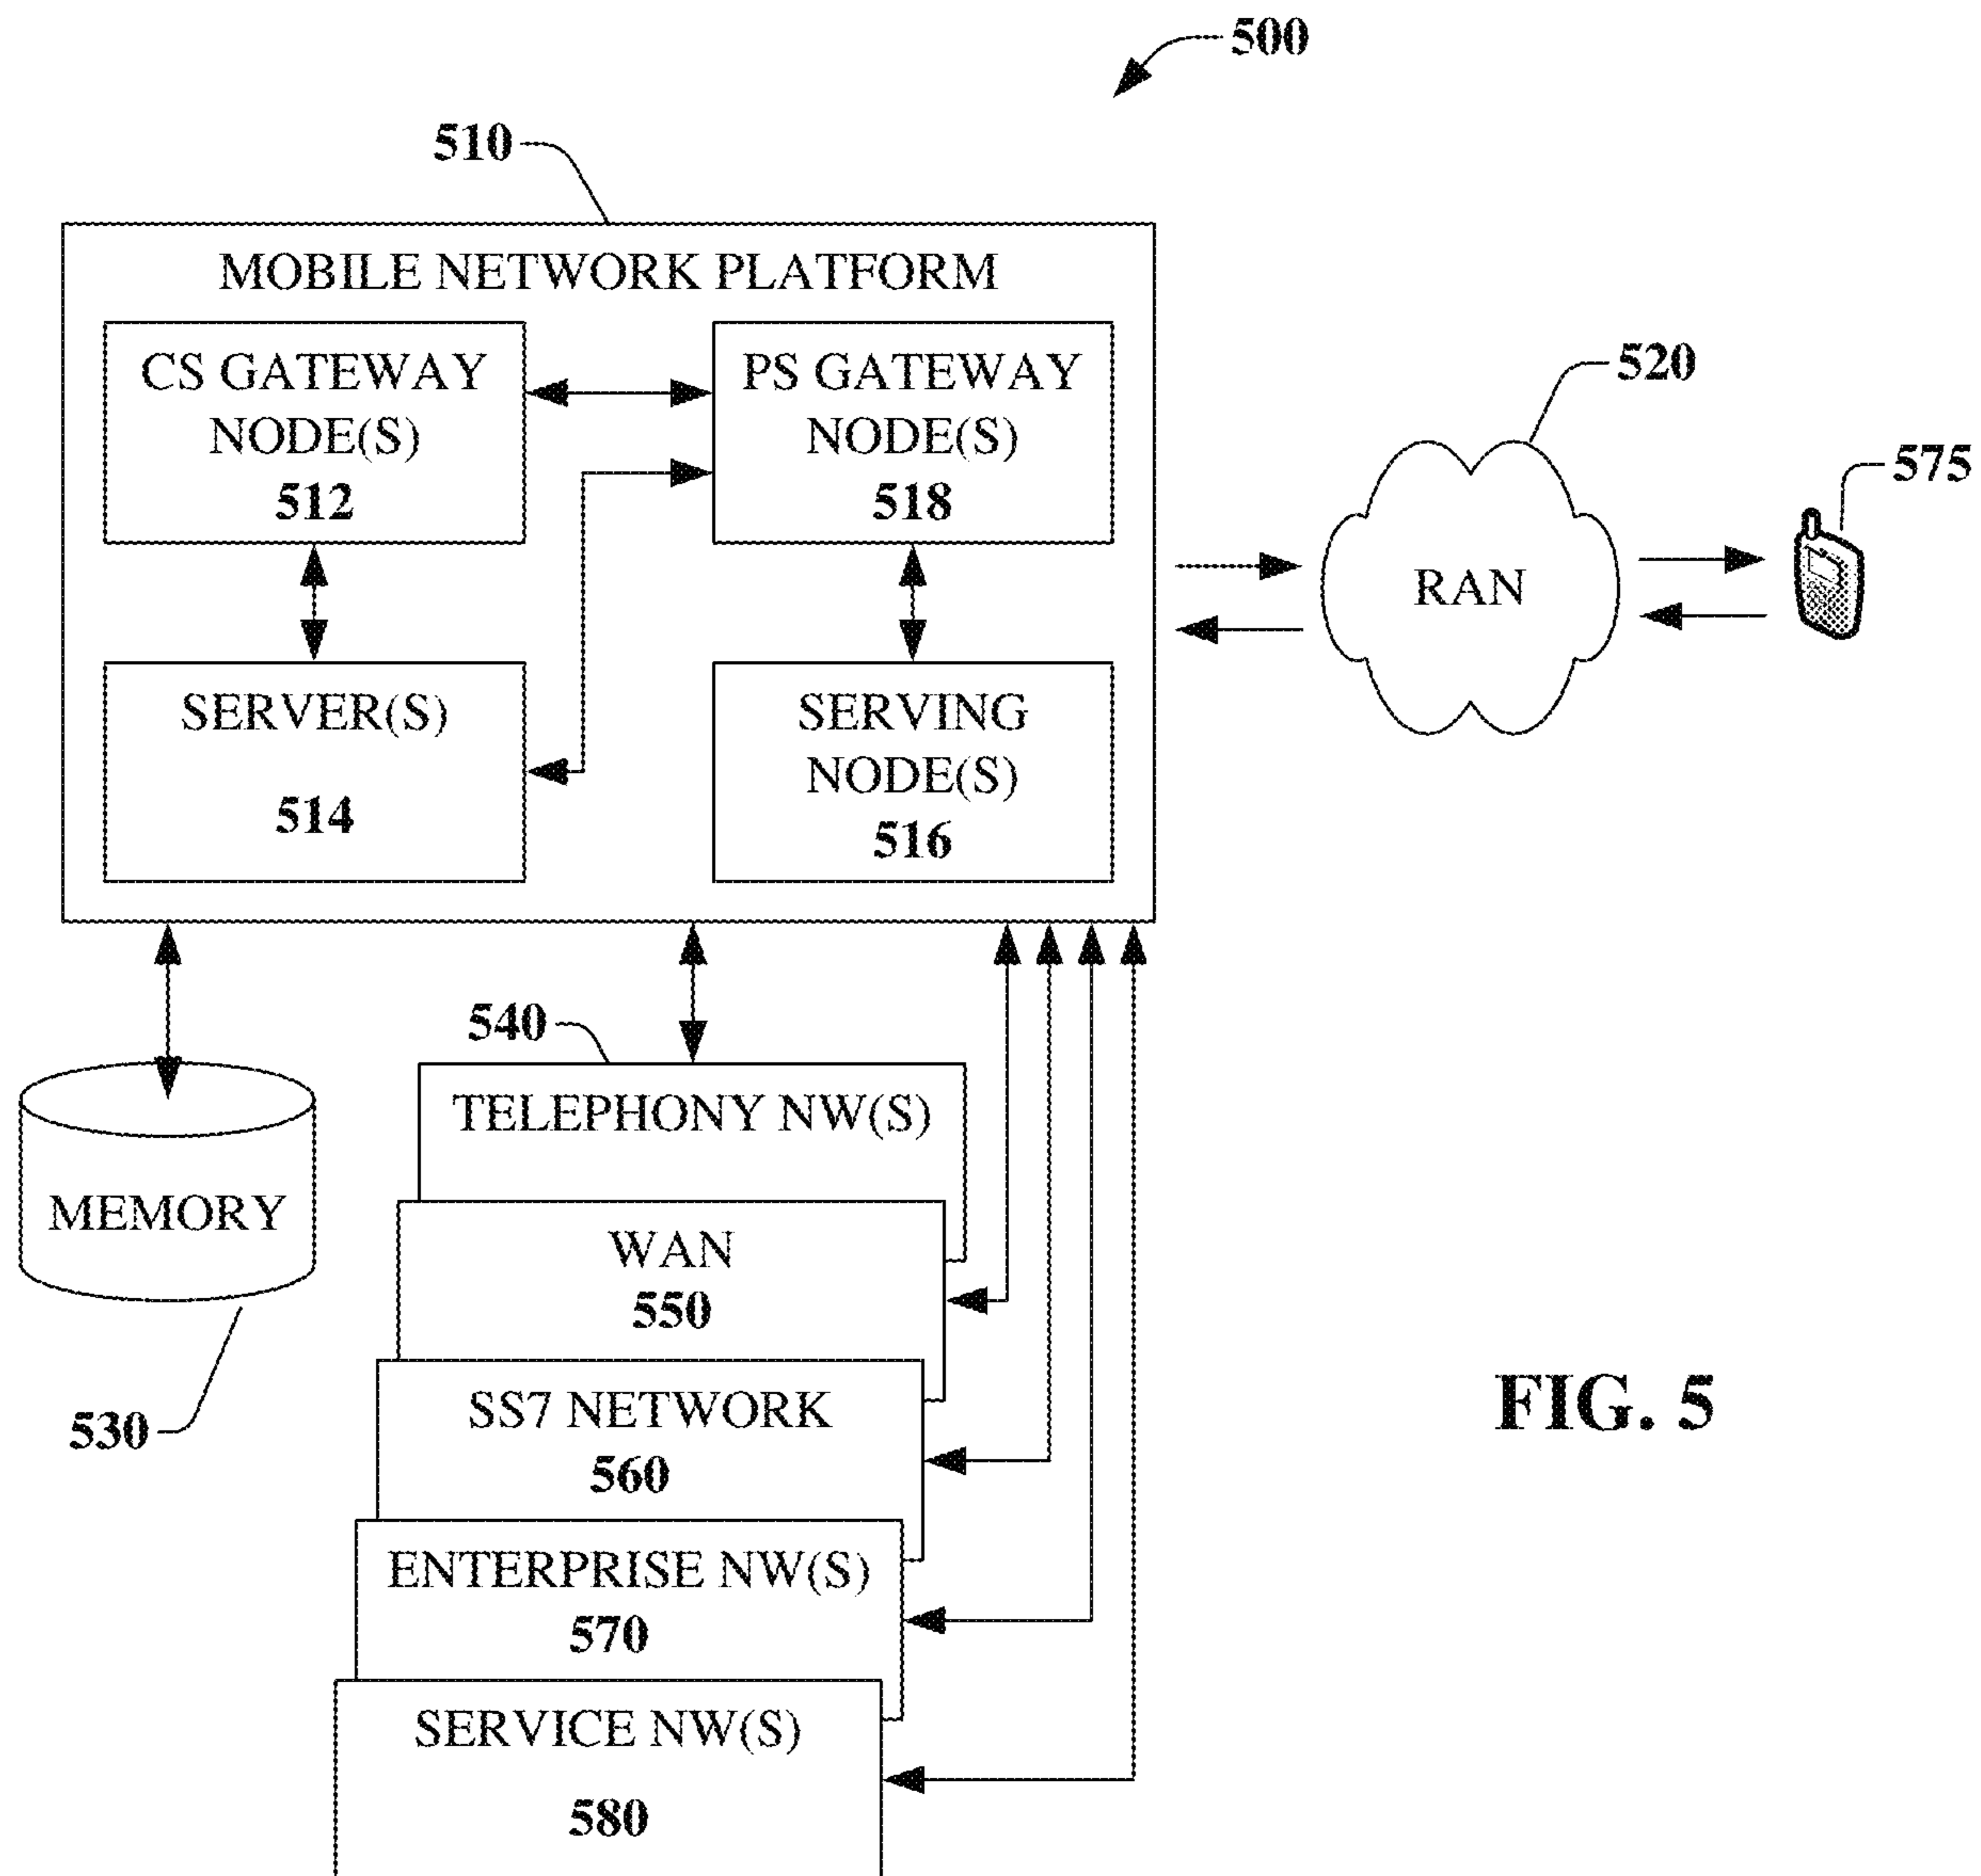 500
510
MOBILE NETWORK PLATFORM
CS GATEWAY
NODE(S)
512
PS GATEWAY
NODE(S)
518
SERVER(S)
514
SERVING
NODE(S)
516
520
RAN
575
540
TELEPHONY NW(S)
MEMORY
530
WAN
550
SS7 NETWORK
560
ENTERPRISE NW(S)
570
SERVICE NW(S)
580
FIG. 5